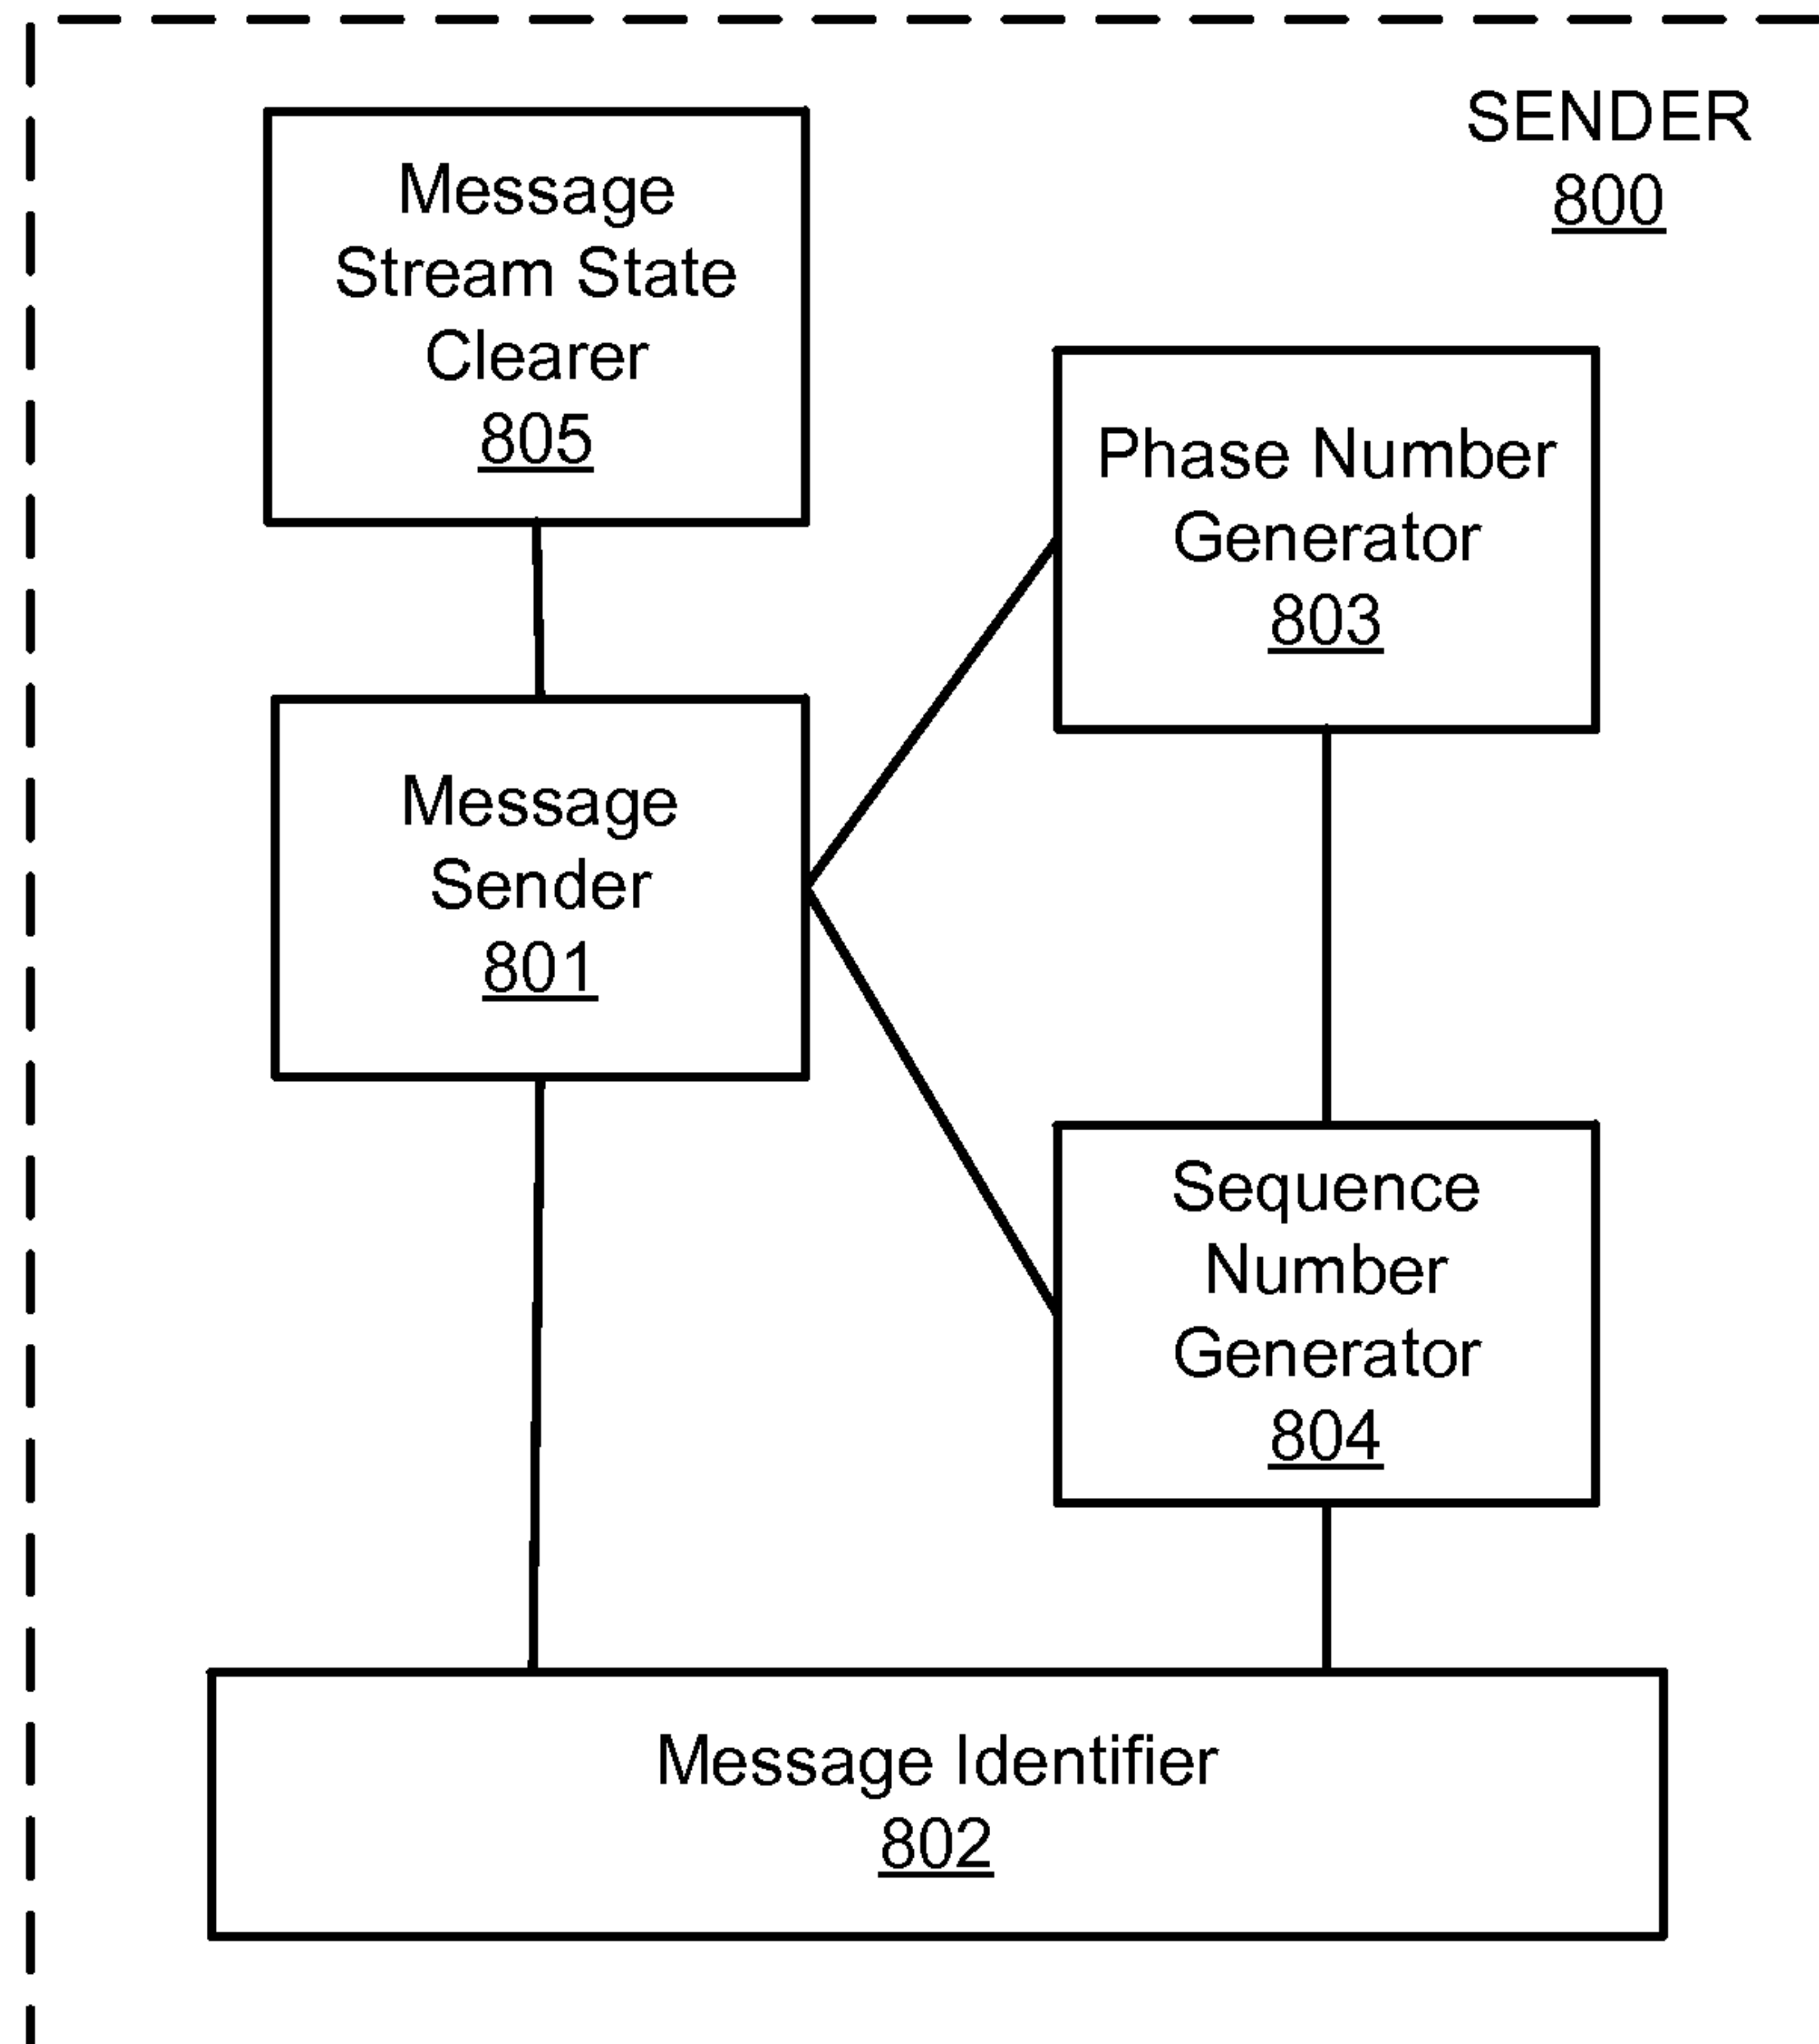 SENDER
800
Message
Stream State
Clearer
805
Phase Number
Generator
803
Message
Sender
801
Sequence
Number
Generator
804
Message Identifier
802